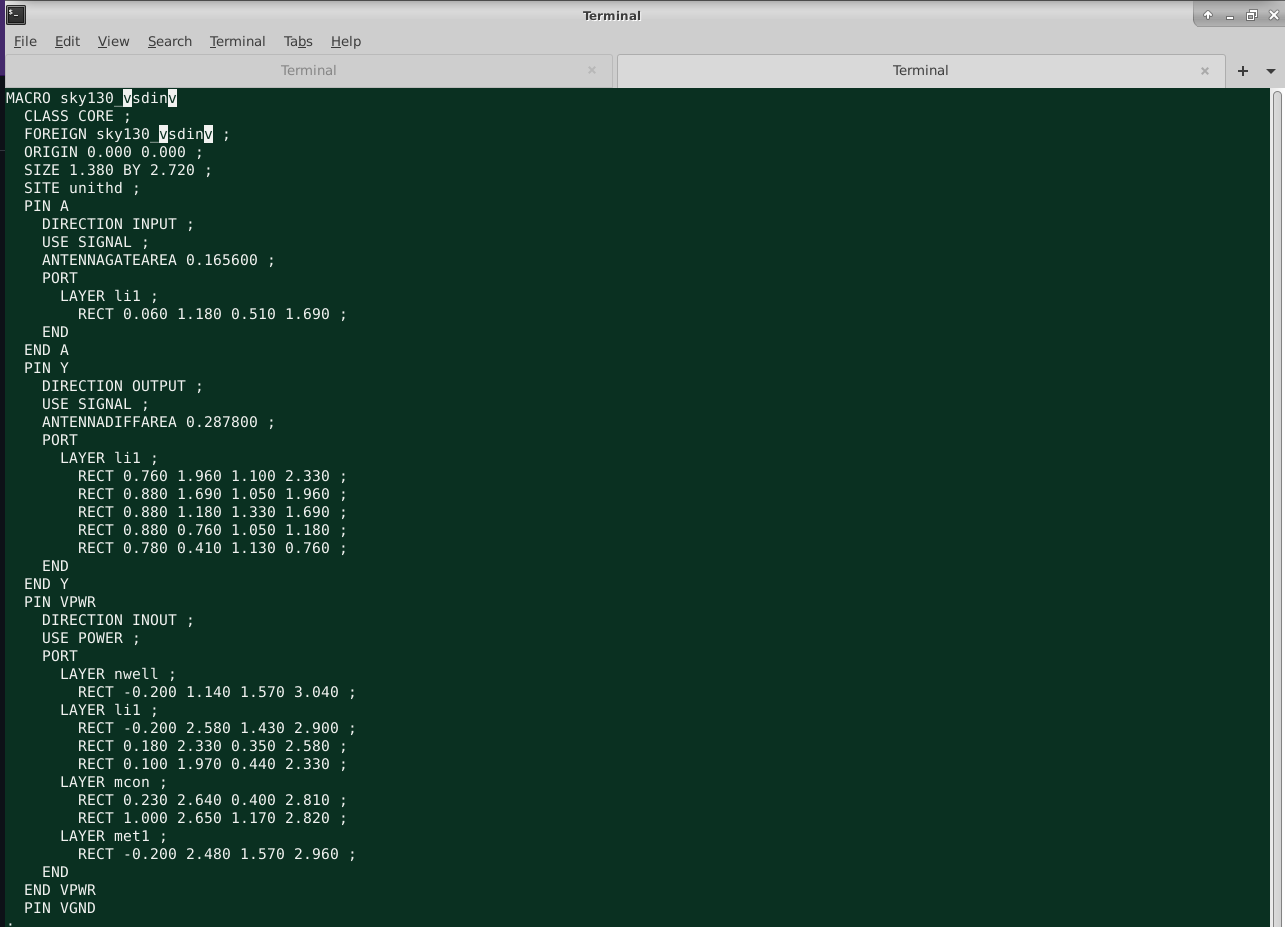 Terminal
File Edit View Search Terminal Tabs Help
Terminal × Terminal ×
MACRO sky130_vsdinv
  CLASS CORE ;
  FOREIGN sky130_vsdinv ;
  ORIGIN 0.000 0.000 ;
  SIZE 1.380 BY 2.720 ;
  SITE unithd ;
  PIN A
    DIRECTION INPUT ;
    USE SIGNAL ;
    ANTENNAGATEAREA 0.165600 ;
    PORT
      LAYER li1 ;
        RECT 0.060 1.180 0.510 1.690 ;
    END
  END A
  PIN Y
    DIRECTION OUTPUT ;
    USE SIGNAL ;
    ANTENNADIFFAREA 0.287800 ;
    PORT
      LAYER li1 ;
        RECT 0.760 1.960 1.100 2.330 ;
        RECT 0.880 1.690 1.050 1.960 ;
        RECT 0.880 1.180 1.330 1.690 ;
        RECT 0.880 0.760 1.050 1.180 ;
        RECT 0.780 0.410 1.130 0.760 ;
    END
  END Y
  PIN VPWR
    DIRECTION INOUT ;
    USE POWER ;
    PORT
      LAYER nwell ;
        RECT -0.200 1.140 1.570 3.040 ;
      LAYER li1 ;
        RECT -0.200 2.580 1.430 2.900 ;
        RECT 0.180 2.330 0.350 2.580 ;
        RECT 0.100 1.970 0.440 2.330 ;
      LAYER mcon ;
        RECT 0.230 2.640 0.400 2.810 ;
        RECT 1.000 2.650 1.170 2.820 ;
      LAYER met1 ;
        RECT -0.200 2.480 1.570 2.960 ;
    END
  END VPWR
  PIN VGND